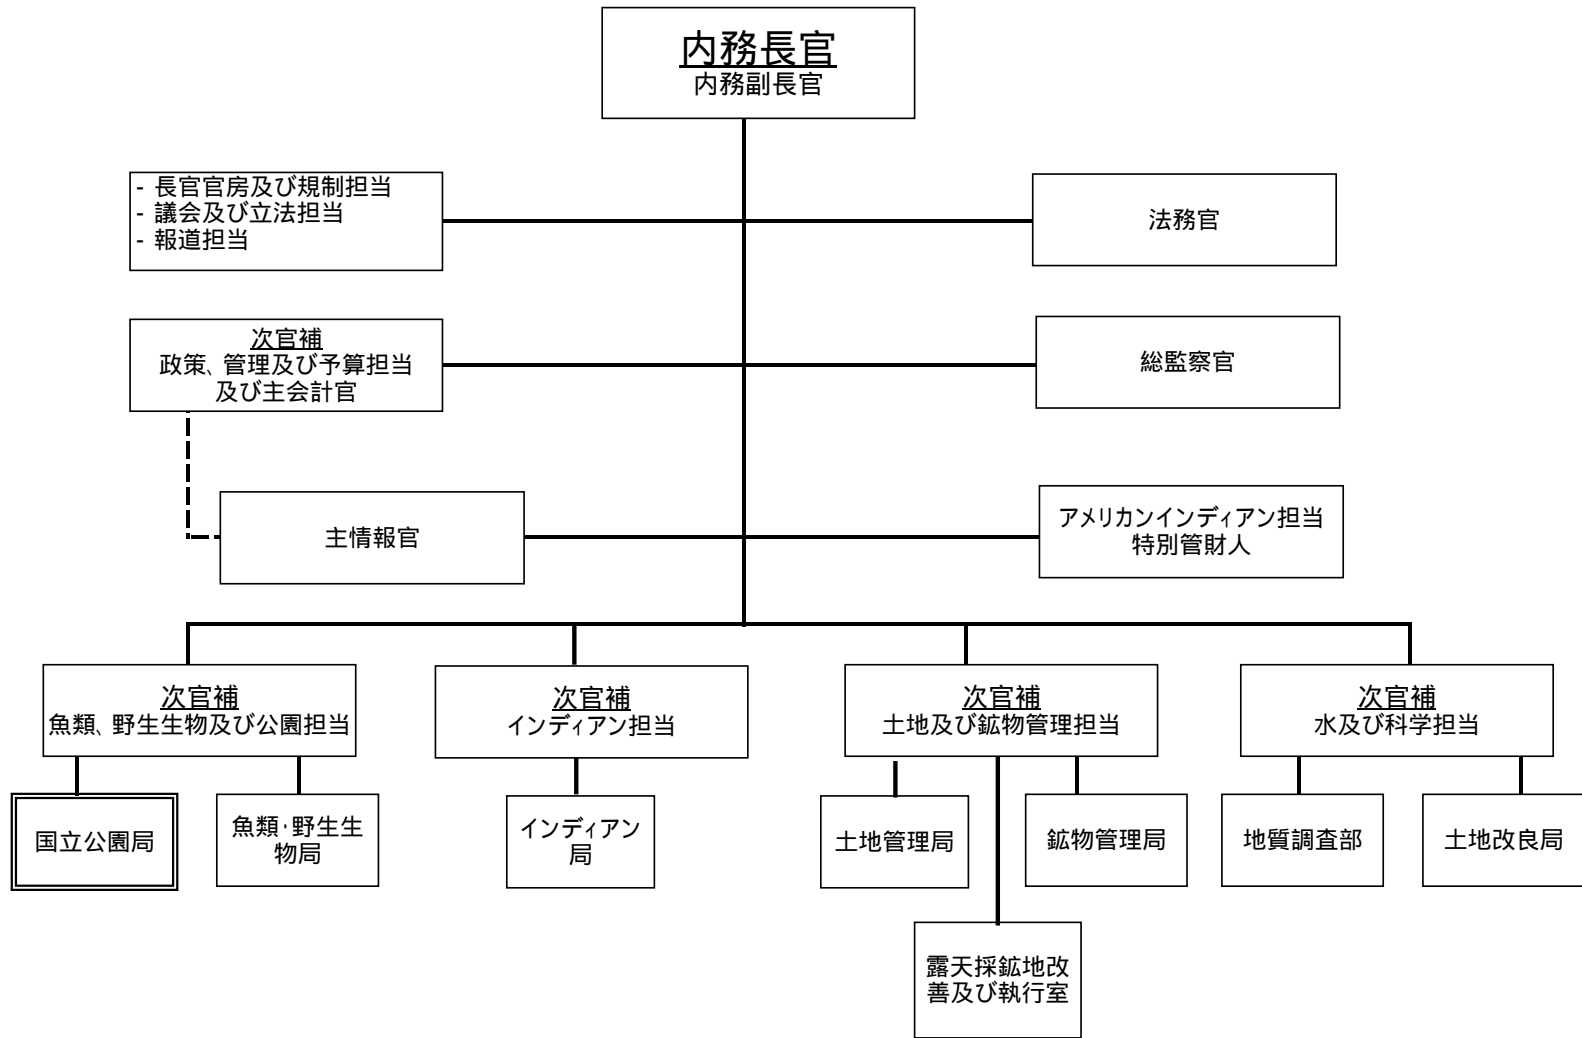 内務長官
内務副長官
- 長官官房及び規制担当
- 議会及び立法担当
- 報道担当
法務官
次官補
政策、管理及び予算担当
及び主会計官
総監察官
主情報官
アメリカンインディアン担当
特別管財人
次官補
魚類、野生生物及び公園担当
次官補
インディアン担当
次官補
土地及び鉱物管理担当
次官補
水及び科学担当
国立公園局
魚類・野生生
物局
インディアン
局
土地管理局
鉱物管理局
地質調査部
土地改良局
露天採鉱地改
善及び執行室